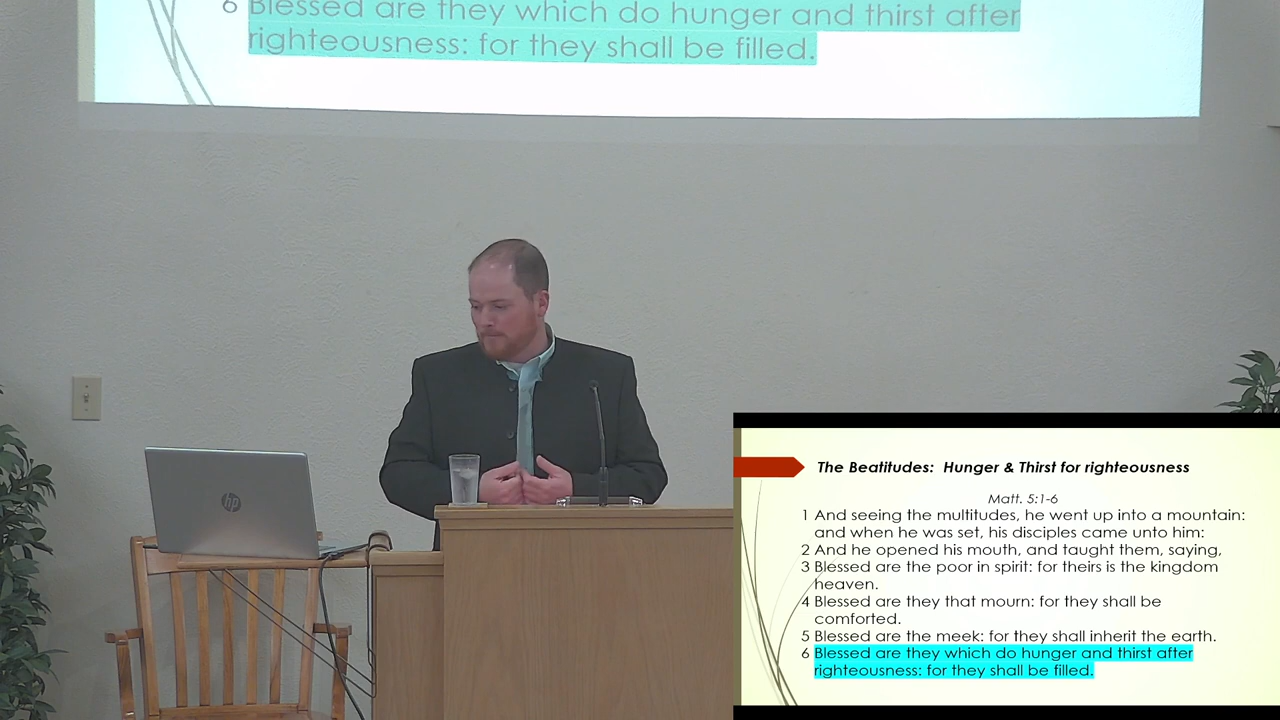 6 Blessed are they which do hunger and thirst after
righteousness: for they shall be filled.
hp
The Beatitudes: Hunger & Thirst for righteousness
Matt. 5:1-6
1 And seeing the multitudes, he went up into a mountain:
and when he was set, his disciples came unto him:
2 And he opened his mouth, and taught them, saying,
3 Blessed are the poor in spirit: for theirs is the kingdom
heaven.
4 Blessed are they that mourn: for they shall be
comforted.
5 Blessed are the meek: for they shall inherit the earth.
6 Blessed are they which do hunger and thirst after
righteousness: for they shall be filled.